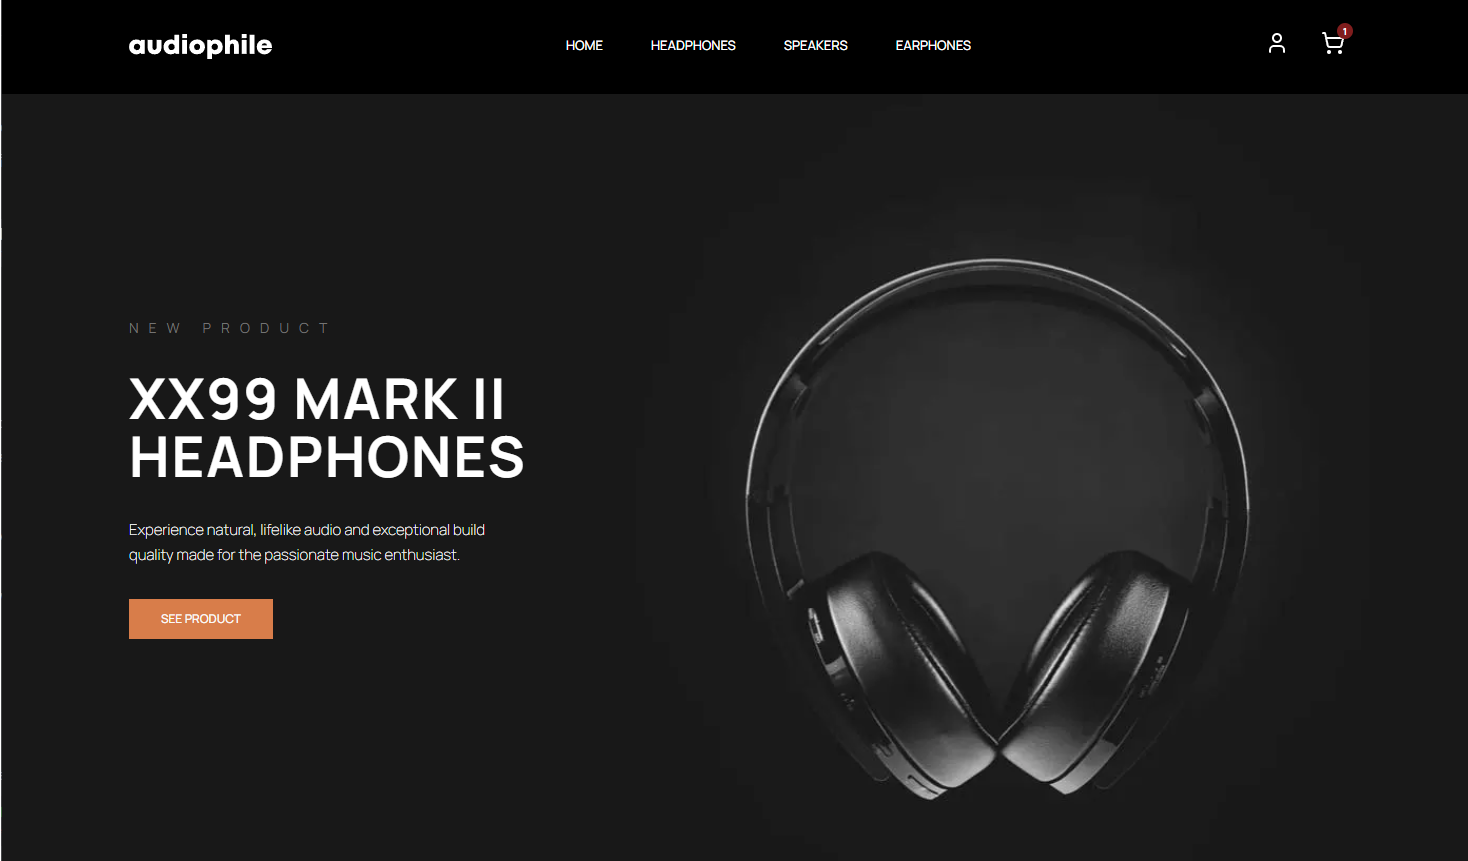 audiophile
HOME HEADPHONES SPEAKERS EARPHONES
1
NEW PRODUCT
XX99 MARK II
HEADPHONES
Experience natural, lifelike audio and exceptional build
quality made for the passionate music enthusiast.
SEE PRODUCT